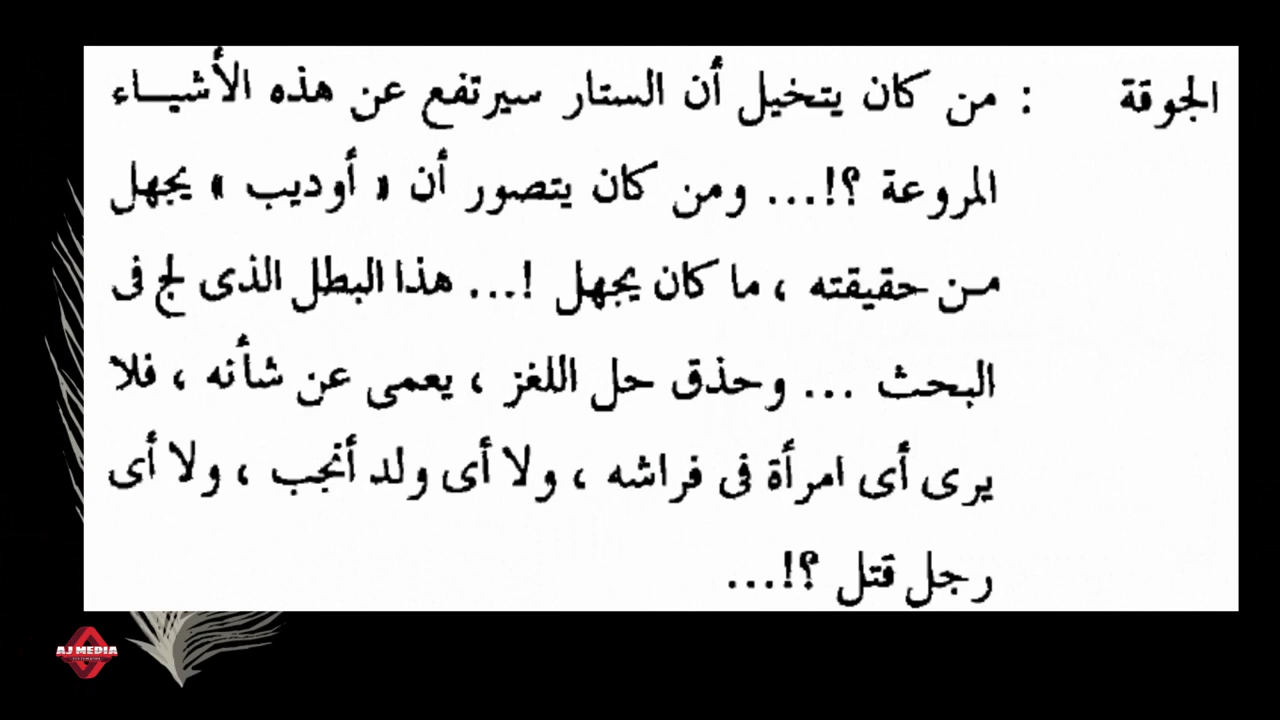 الجوقة : من كان يتخيل أن الستار سيرتفع عن هذه الأشيــاء
المروعة ؟!... ومن كان يتصور أن « أوديب » يجهل
مـن حقيقته ، ما كان يجهل !... هذا البطل الذى لج فى
البحث ... وحذق حل اللغز ، يعمى عن شأنه ، فلا
يرى أى امرأة فى فراشه ، ولا أى ولد أنجب ، ولا أى
رجل قتل ؟!...
AJ MEDIA